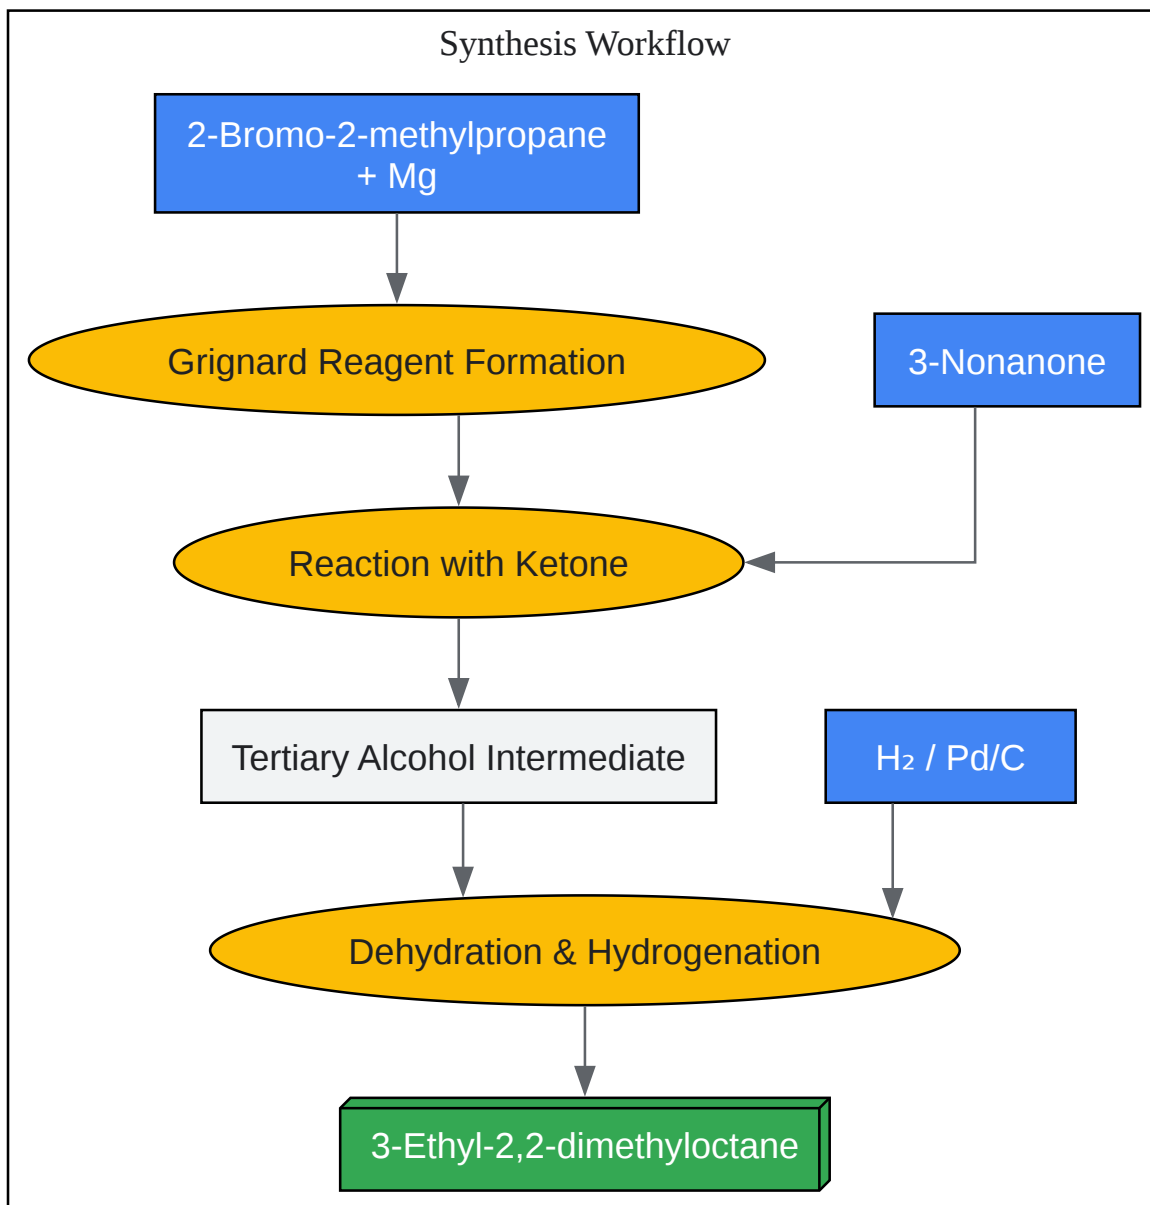 Synthesis Workflow
2-Bromo-2-methylpropane
+ Mg
Grignard Reagent Formation
3-Nonanone
Reaction with Ketone
Tertiary Alcohol Intermediate
H₂ / Pd/C
Dehydration & Hydrogenation
3-Ethyl-2,2-dimethyloctane